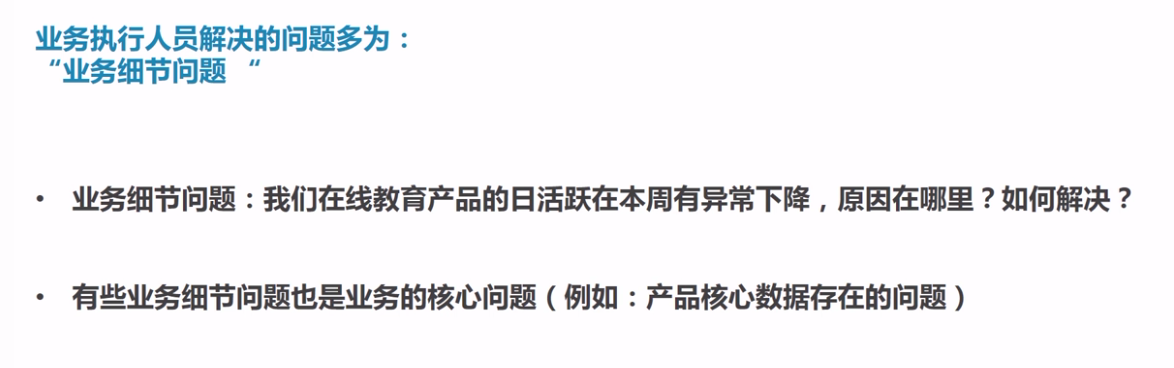 业务执行人员解决的问题多为：
“业务细节问题 “
• 业务细节问题：我们在线教育产品的日活跃在本周有异常下降，原因在哪里？如何解决？
• 有些业务细节问题也是业务的核心问题（例如：产品核心数据存在的问题）